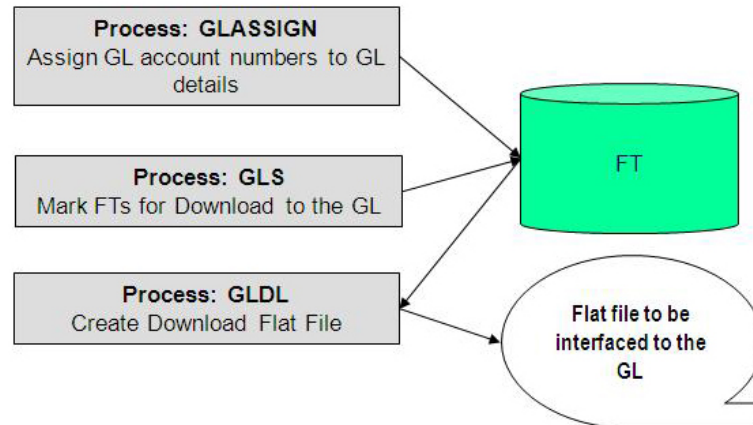 Process: GLASSIGN
Assign GL account numbers to GL
details
Process: GLS
Mark FTs for Download to the GL
Process: GLDL
Create Download Flat File
FT
Flat file to be
interfaced to the
GL